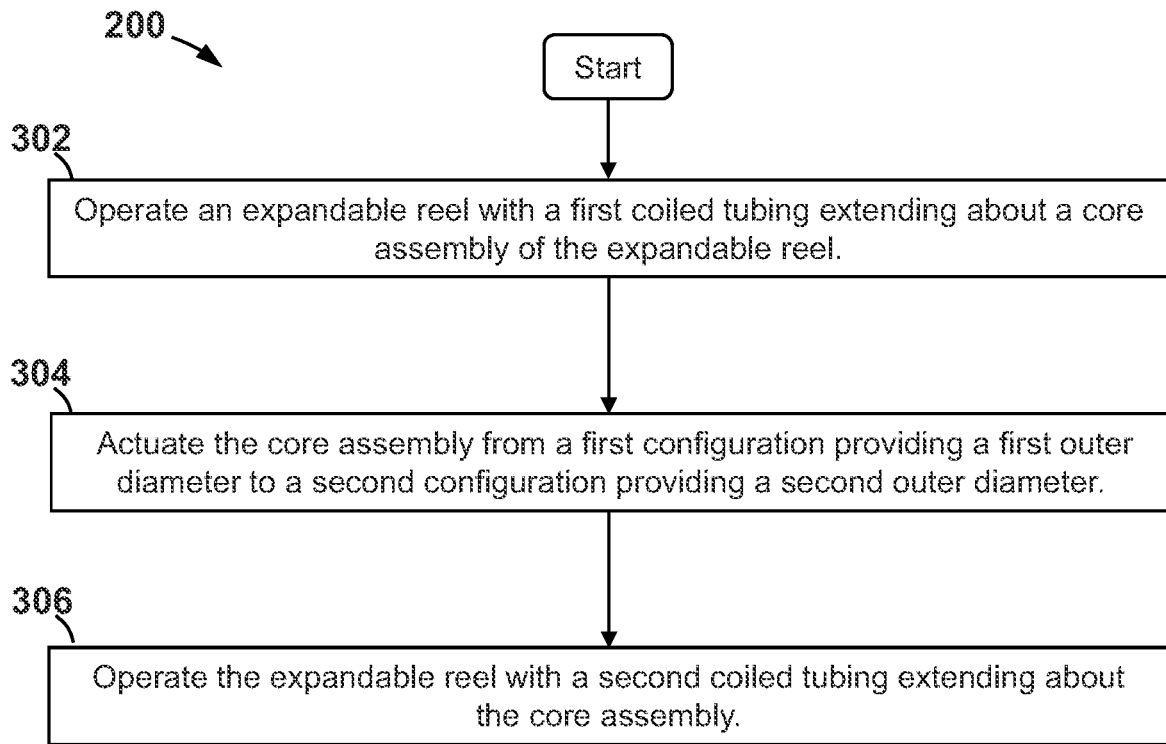 200
Start
302
Operate an expandable reel with a first coiled tubing extending about a core
assembly of the expandable reel.
304
Actuate the core assembly from a first configuration providing a first outer
diameter to a second configuration providing a second outer diameter.
306
Operate the expandable reel with a second coiled tubing extending about
the core assembly.